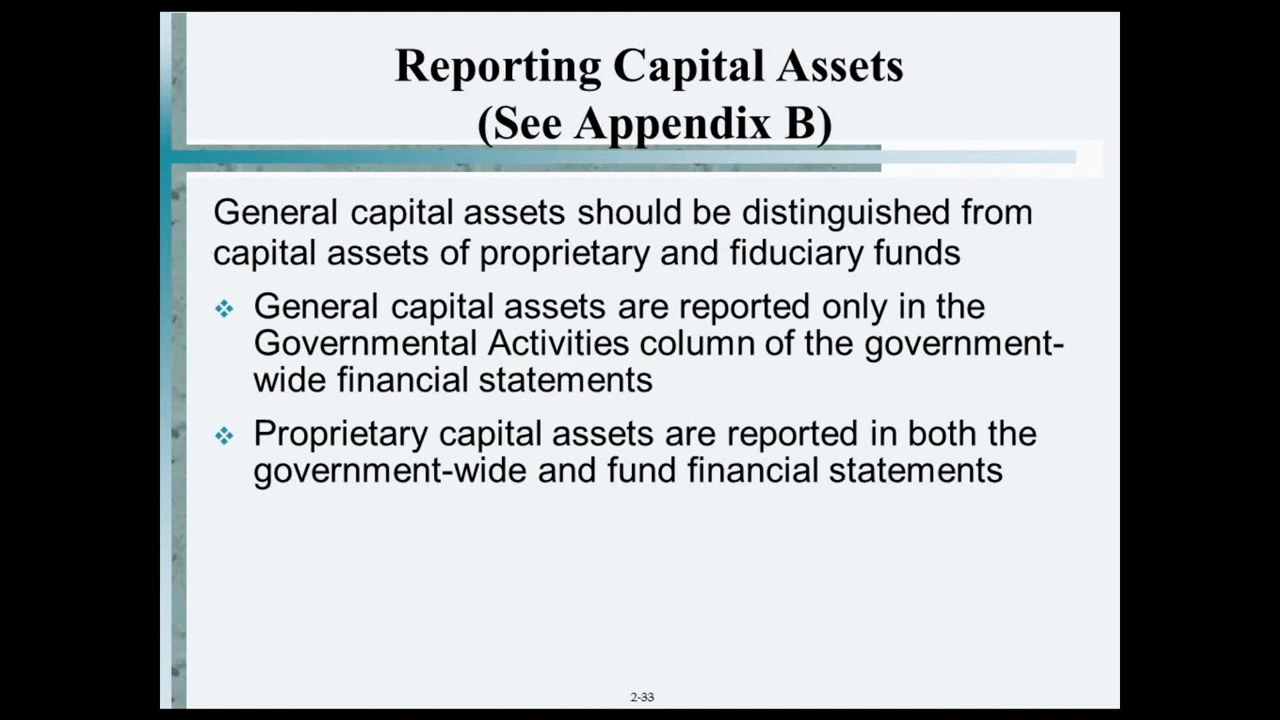 Reporting Capital Assets
(See Appendix B)
General capital assets should be distinguished from
capital assets of proprietary and fiduciary funds
General capital assets are reported only in the
Governmental Activities column of the government-
wide financial statements
Proprietary capital assets are reported in both the
government-wide and fund financial statements
2-33